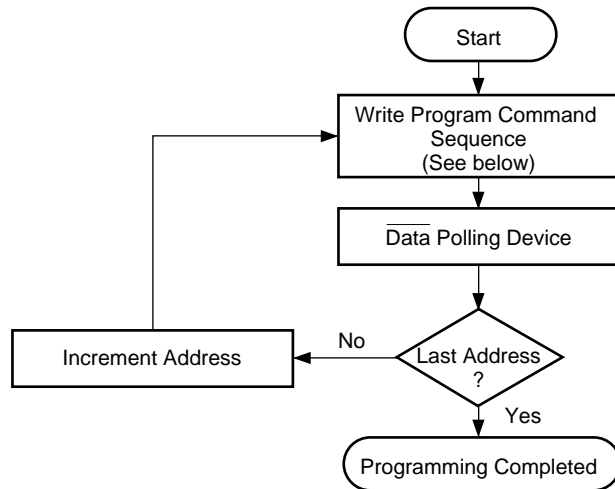 Start
Write Program Command
Sequence
(See below)
Data Polling Device
No
Increment Address
Last Address
?
Yes
Programming Completed